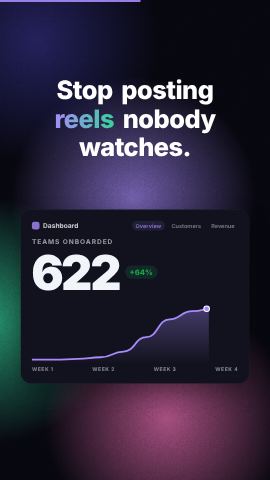 Stop posting
reels nobody
watches.
Dashboard
Overview Customers Revenue
TEAMS ONBOARDED
622 +64%
WEEK 1 WEEK 2 WEEK 3 WEEK 4